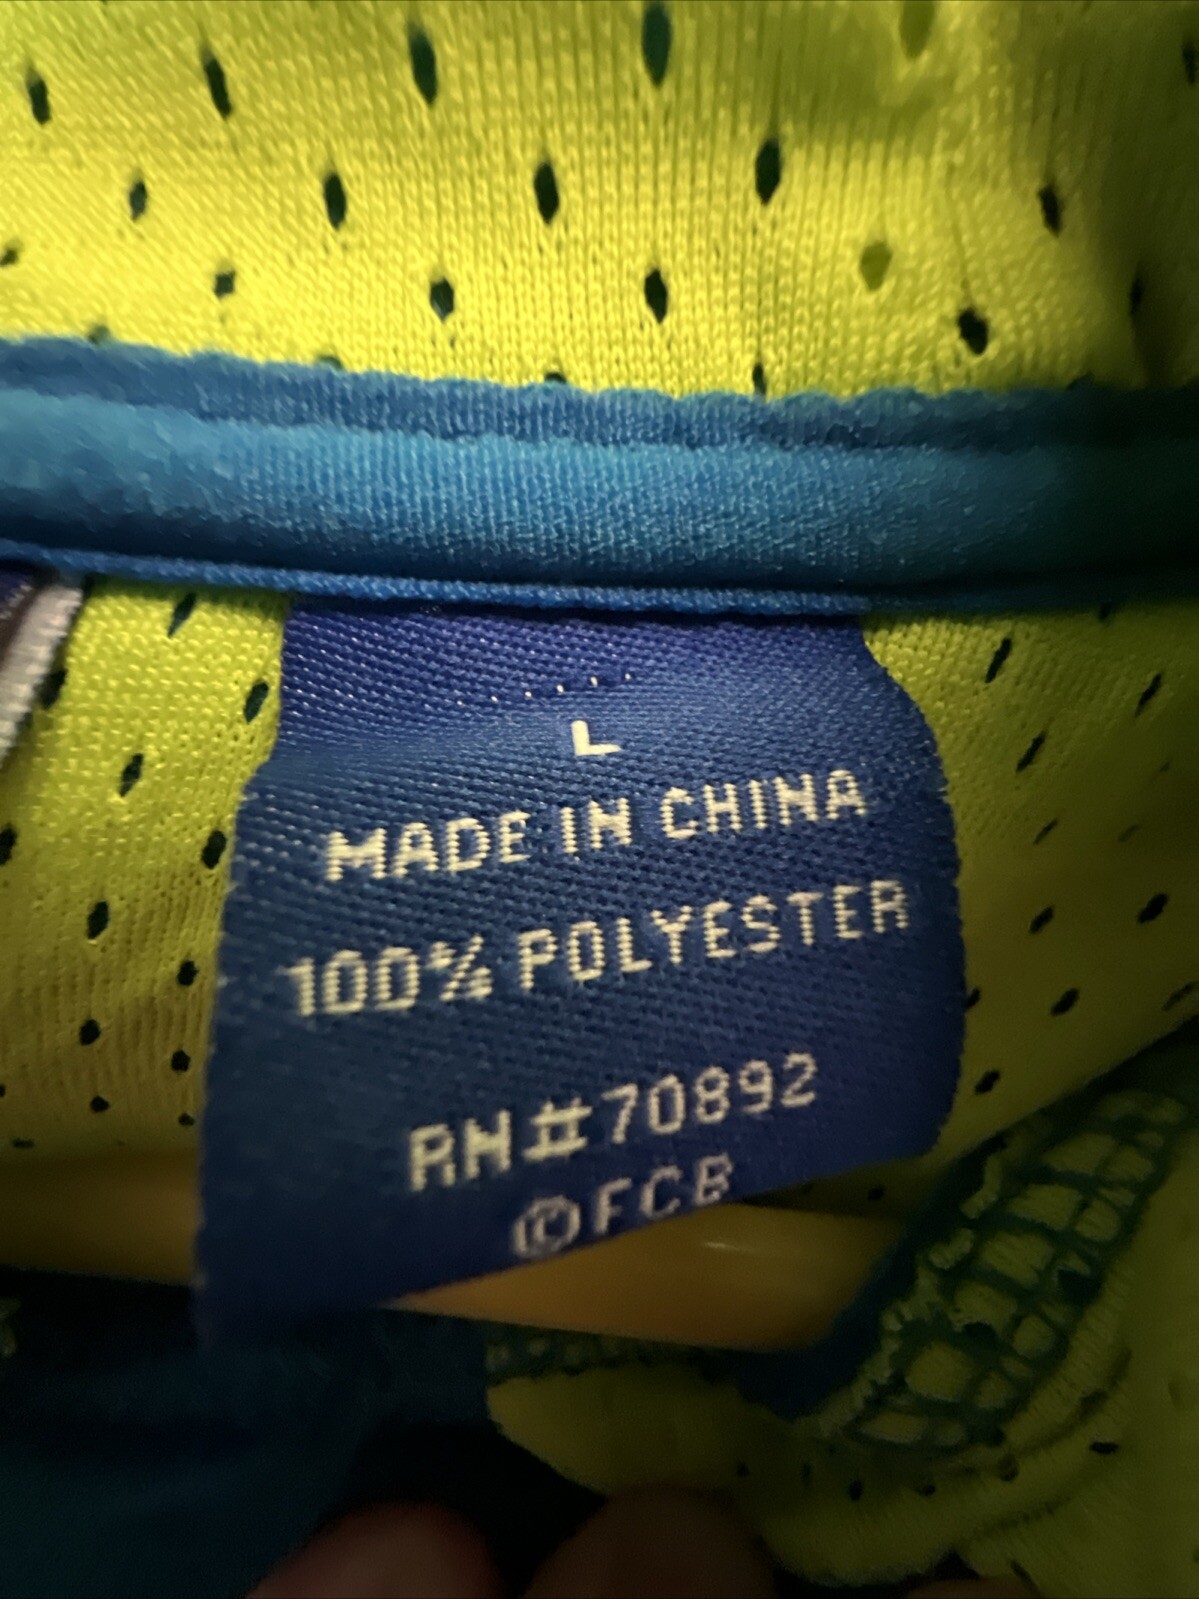 L
MADE IN CHINA
100% POLYESTER
RN#70892
©FCB